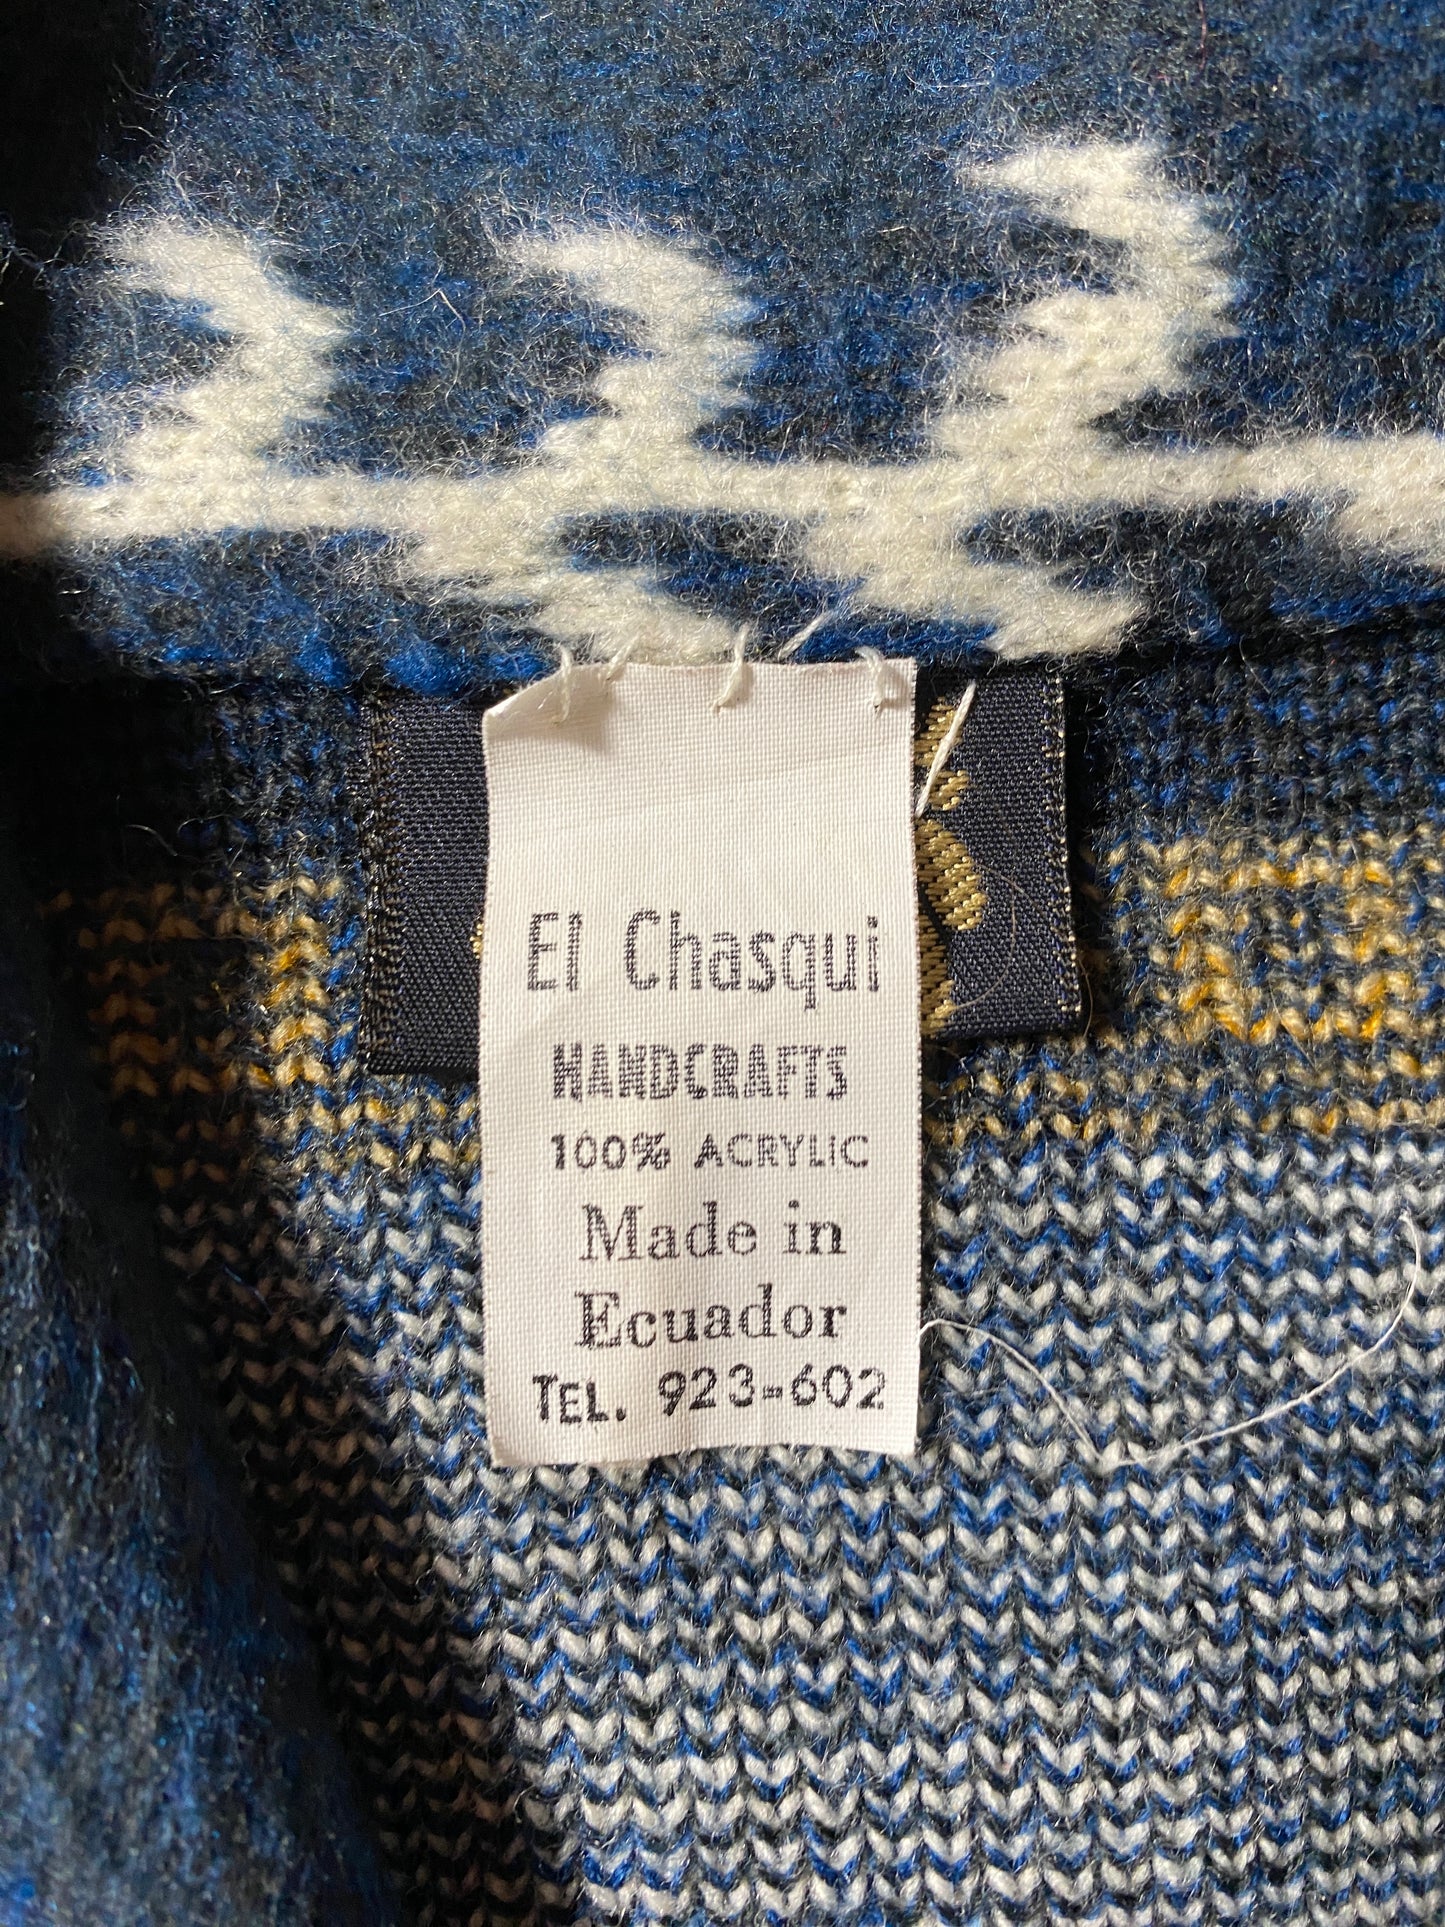 El Chasqui
HANDCRAFTS
100% ACRYLIC
Made in
Ecuador
TEL. 923-602